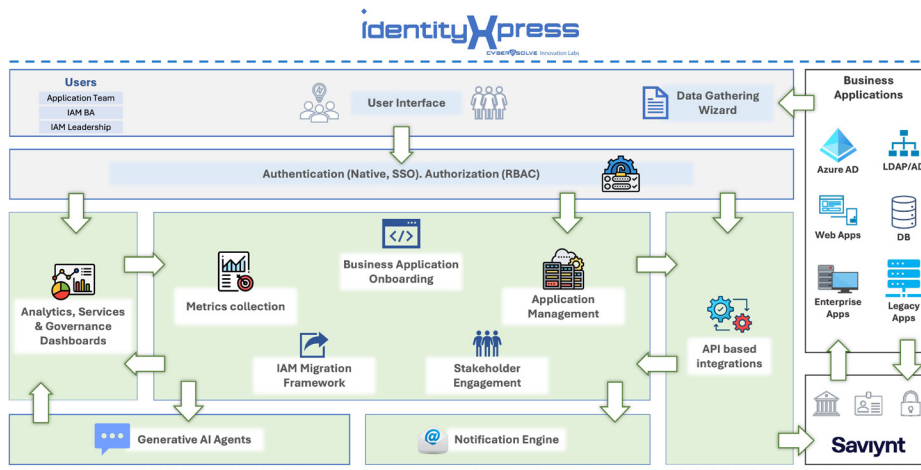 identityXpress
CYBERSOLVE Innovation Labs
Users
Application Team
IAM BA
IAM Leadership
User Interface
Data Gathering
Wizard
Business
Applications
Authentication (Native, SSO). Authorization (RBAC)
Azure AD
LDAP/AD
Web Apps
DB
Enterprise
Apps
Legacy
Apps
Analytics, Services
& Governance
Dashboards
Metrics collection
Business Application
Onboarding
Application
Management
IAM Migration
Framework
Stakeholder
Engagement
API based
integrations
Generative AI Agents
@
Notification Engine
Saviynt